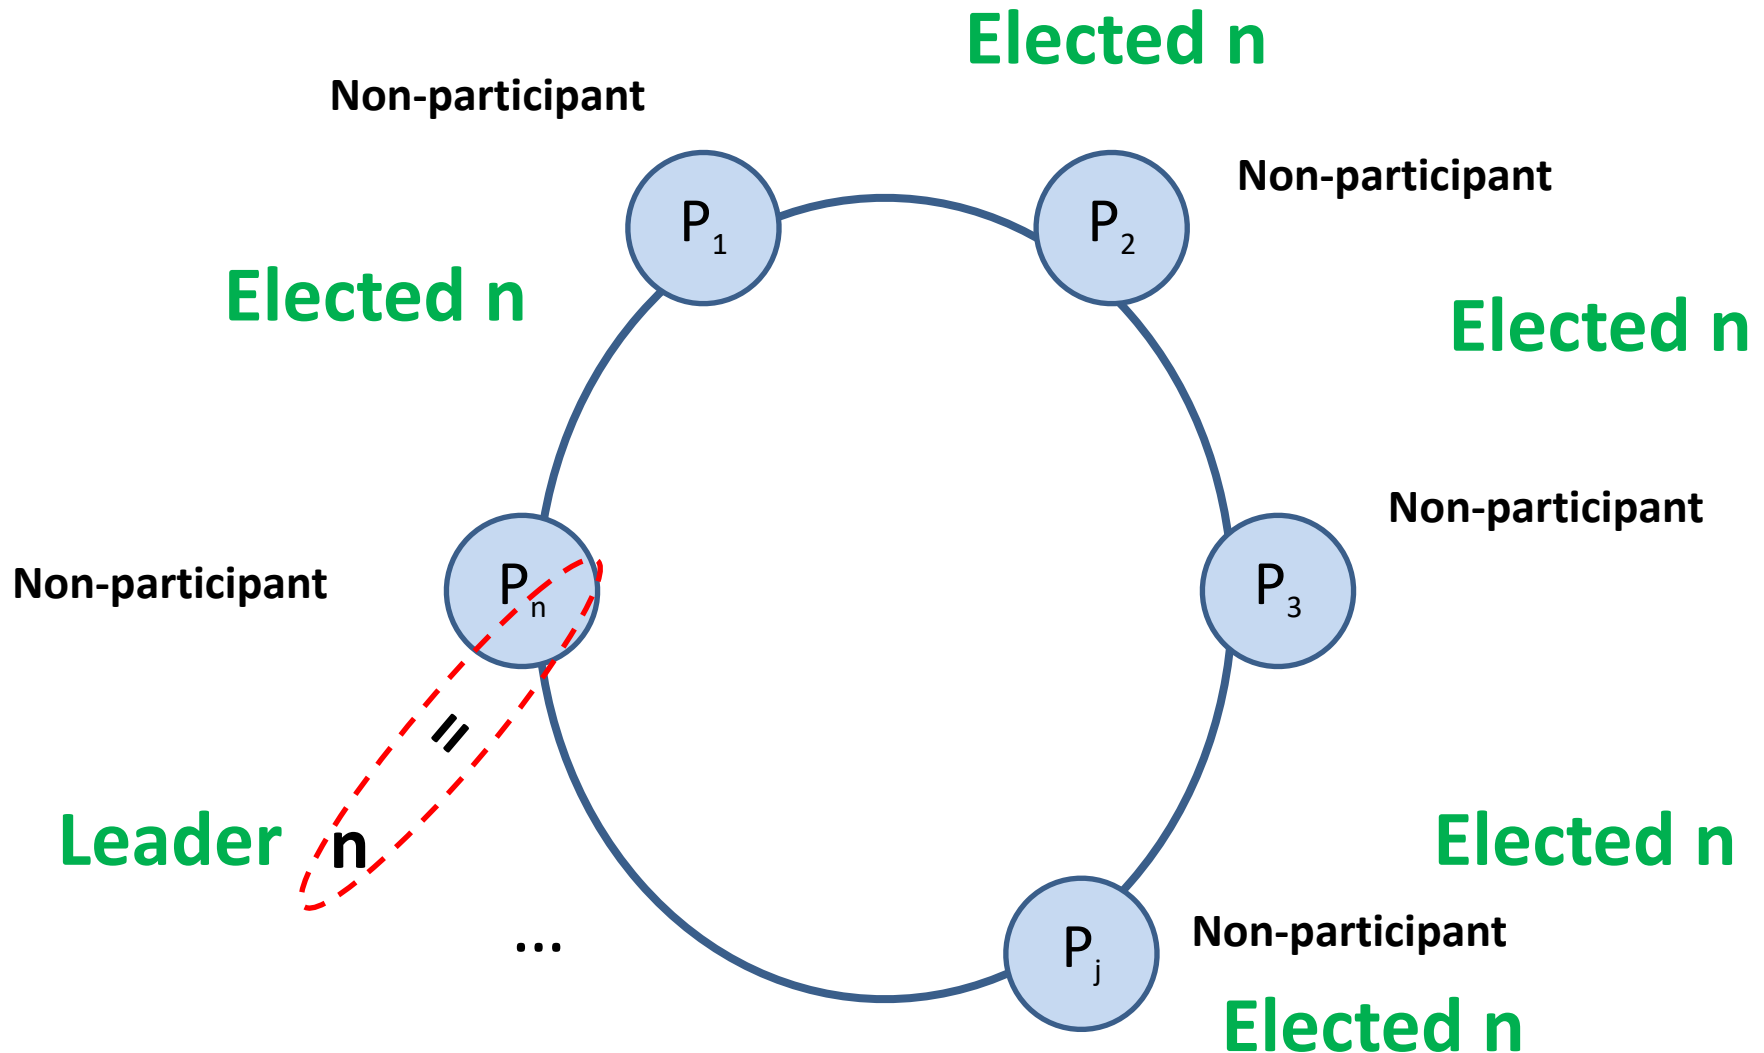 Elected n
Non-participant
Non-participant
P₁
P₂
Elected n
Elected n
Non-participant
Non-participant
Pₙ
P₃
=
Leader n
Elected n
...
Non-participant
Pⱼ
Elected n